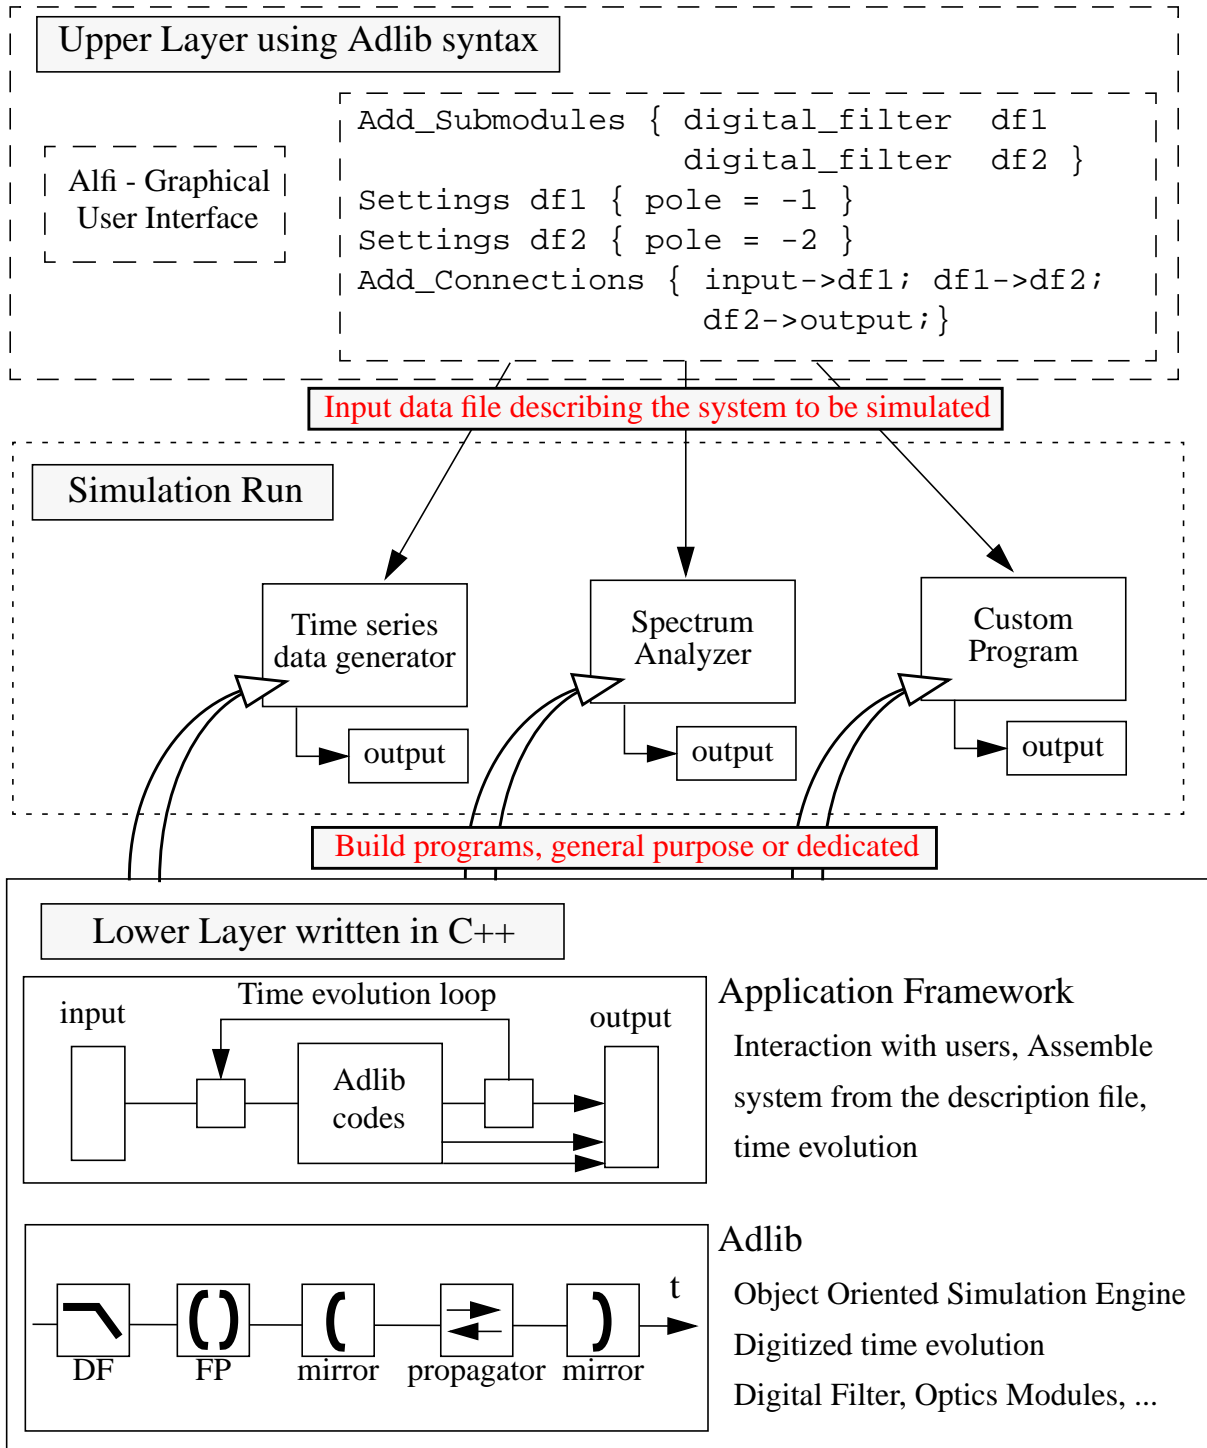 Upper Layer using Adlib syntax
Alfi - Graphical
User Interface
Add_Submodules { digital_filter  df1
digital_filter  df2 }
Settings df1 { pole = -1 }
Settings df2 { pole = -2 }
Add_Connections { input->df1; df1->df2;
df2->output;}
Input data file describing the system to be simulated
Simulation Run
Time series
data generator
output
Spectrum
Analyzer
output
Custom
Program
output
Build programs, general purpose or dedicated
Lower Layer written in C++
Time evolution loop
input
output
Adlib
codes
Application Framework
Interaction with users, Assemble
system from the description file,
time evolution
t
DF
FP
mirror
propagator
mirror
Adlib
Object Oriented Simulation Engine
Digitized time evolution
Digital Filter, Optics Modules, ...